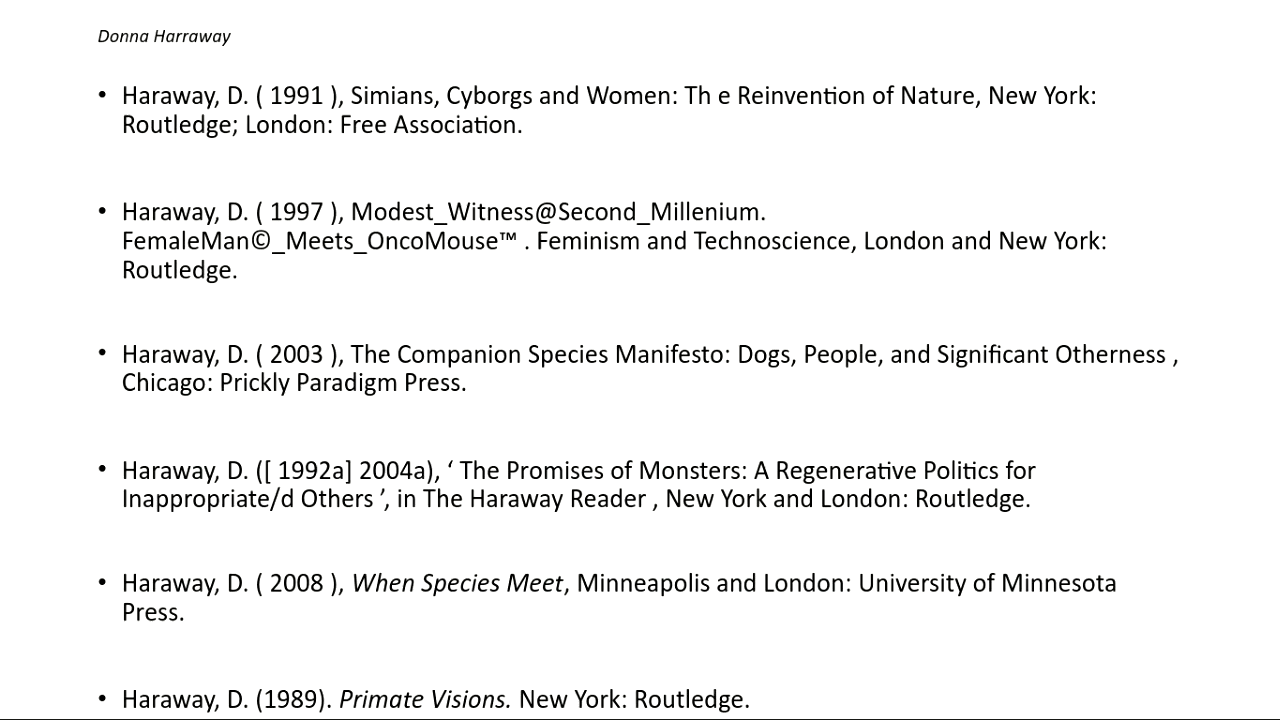 Donna Harraway
• Haraway, D. ( 1991 ), Simians, Cyborgs and Women: Th e Reinvention of Nature, New York:
Routledge; London: Free Association.
• Haraway, D. ( 1997 ), Modest_Witness@Second_Millenium.
FemaleMan©_Meets_OncoMouse™ . Feminism and Technoscience, London and New York:
Routledge.
• Haraway, D. ( 2003 ), The Companion Species Manifesto: Dogs, People, and Significant Otherness ,
Chicago: Prickly Paradigm Press.
• Haraway, D. ([ 1992a] 2004a), ‘ The Promises of Monsters: A Regenerative Politics for
Inappropriate/d Others ’, in The Haraway Reader , New York and London: Routledge.
• Haraway, D. ( 2008 ), When Species Meet, Minneapolis and London: University of Minnesota
Press.
• Haraway, D. (1989). Primate Visions. New York: Routledge.